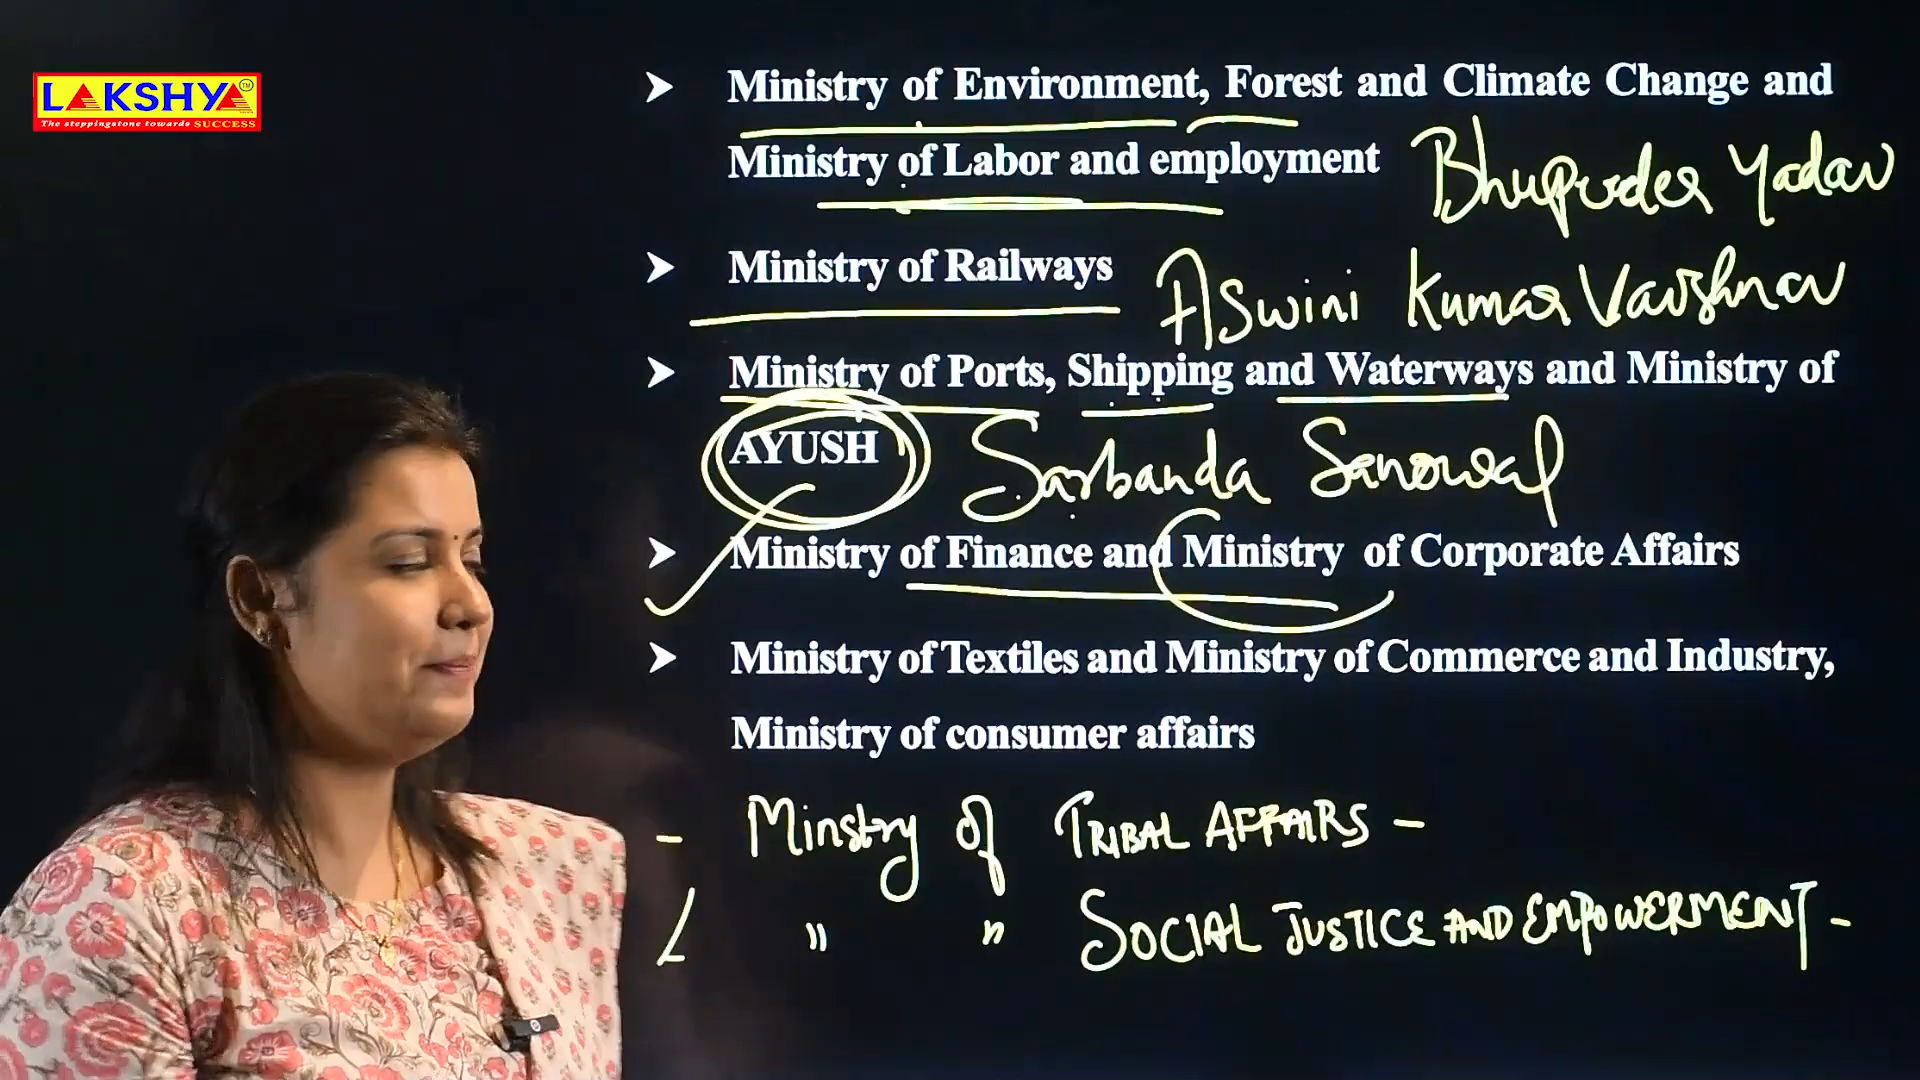 LAKSHYA TM
The steppingstone towards SUCCESS
➤ Ministry of Environment, Forest and Climate Change and
Ministry of Labor and employment Bhupender Yadav
➤ Ministry of Railways Aswini Kumar Vaishnav
➤ Ministry of Ports, Shipping and Waterways and Ministry of
AYUSH Sarbanda Sanowal
➤ Ministry of Finance and Ministry of Corporate Affairs
➤ Ministry of Textiles and Ministry of Commerce and Industry,
Ministry of consumer affairs
- Minstry of TRIBAL AFFAIRS -
" " SOCIAL JUSTICE AND EMPOWERMENT -